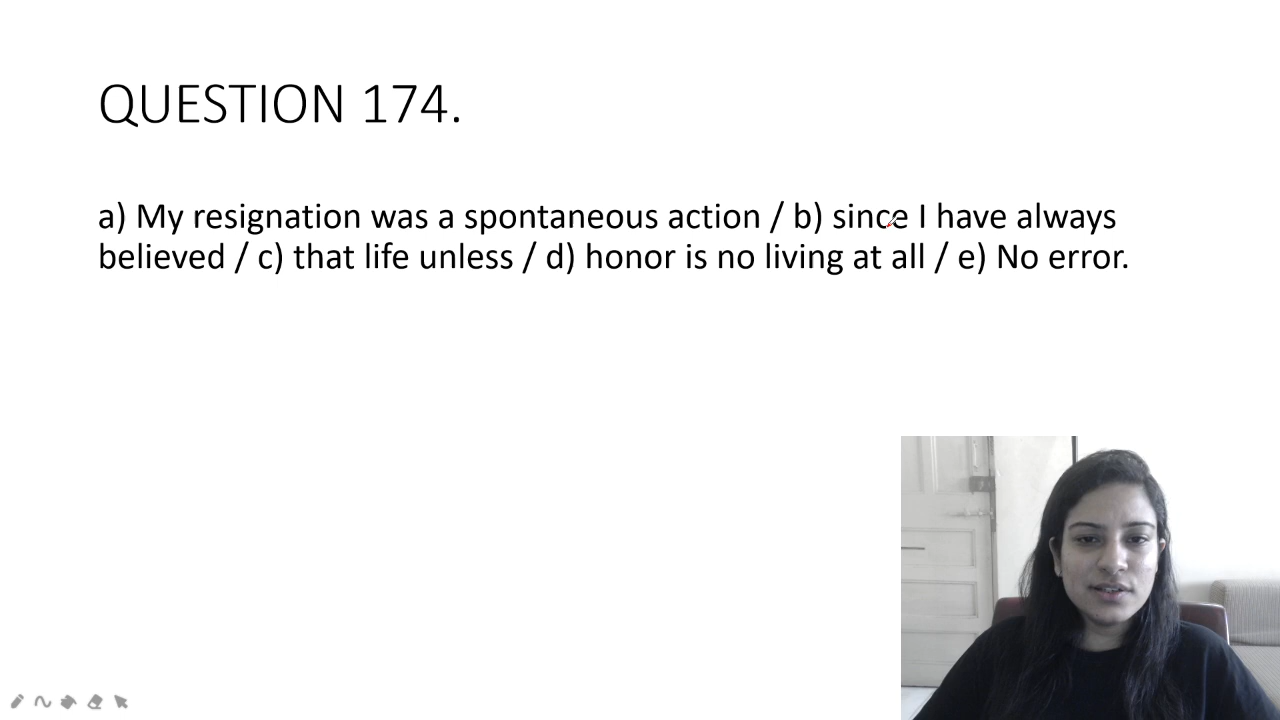 QUESTION 174.
a) My resignation was a spontaneous action / b) since I have always
believed / c) that life unless / d) honor is no living at all / e) No error.